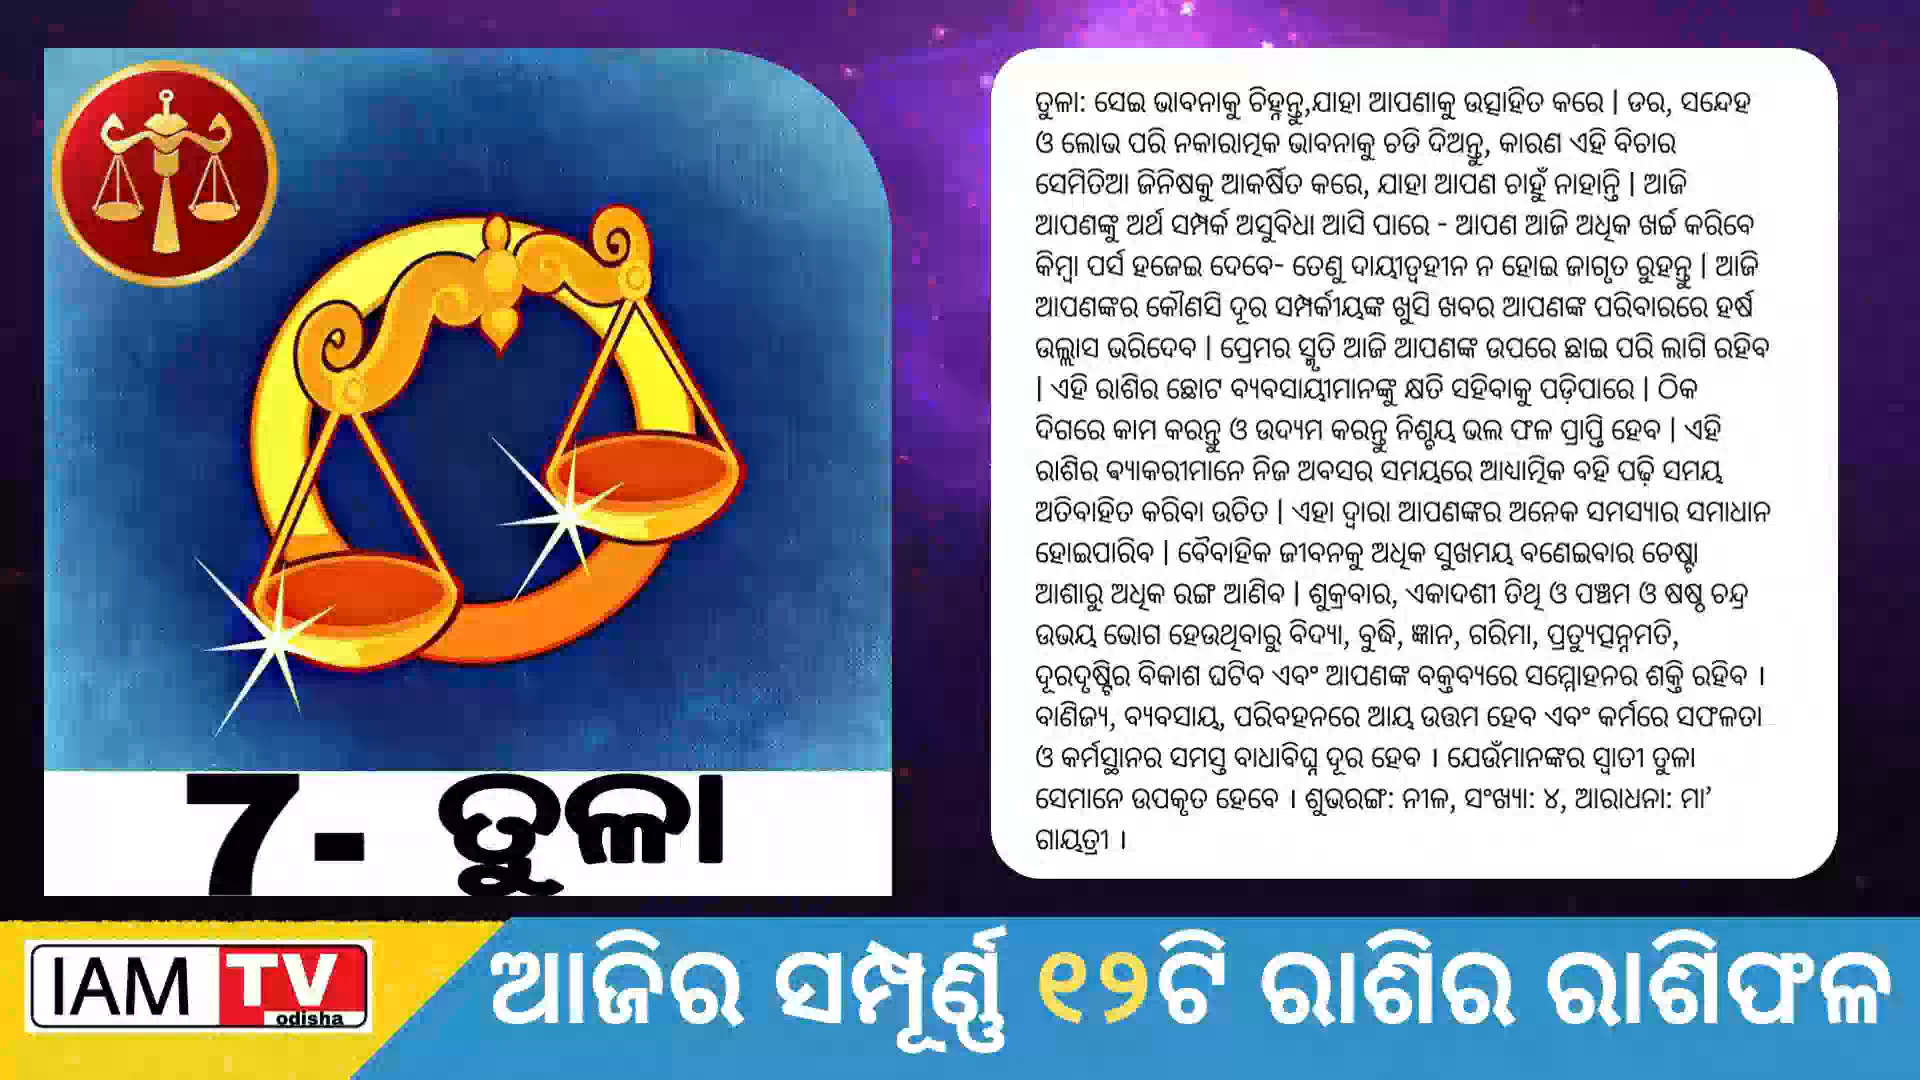 ତୁଳା: ସେଇ ଭାବନାକୁ ଚିହ୍ନନ୍ତୁ,ଯାହା ଆପଣାକୁ ଉତ୍ସାହିତ କରେ | ଡର, ସନ୍ଦେହ
ଓ ଲୋଭ ପରି ନକାରାତ୍ମକ ଭାବନାକୁ ଚଡି ଦିଅନ୍ତୁ, କାରଣ ଏହି ବିଚାର
ସେମିତିଆ ଜିନିଷକୁ ଆକର୍ଷିତ କରେ, ଯାହା ଆପଣ ଚାହୁଁ ନାହାନ୍ତି | ଆଜି
ଆପଣଙ୍କୁ ଅର୍ଥ ସମ୍ପର୍କ ଅସୁବିଧା ଆସି ପାରେ - ଆପଣ ଆଜି ଅଧିକ ଖର୍ଚ୍ଚ କରିବେ
କିମ୍ବା ପର୍ସ ହଜେଇ ଦେବେ- ତେଣୁ ଦାୟୀତ୍ୱହୀନ ନ ହୋଇ ଜାଗୃତ ରୁହନ୍ତୁ | ଆଜି
ଆପଣଙ୍କର କୌଣସି ଦୂର ସମ୍ପର୍କୀୟଙ୍କ ଖୁସି ଖବର ଆପଣଙ୍କ ପରିବାରରେ ହର୍ଷ
ଉଲ୍ଲାସ ଭରିଦେବ | ପ୍ରେମର ସ୍ମୃତି ଆଜି ଆପଣଙ୍କ ଉପରେ ଛାଇ ପରି ଲାଗି ରହିବ
| ଏହି ରାଶିର ଛୋଟ ବ୍ୟବସାୟୀମାନଙ୍କୁ କ୍ଷତି ସହିବାକୁ ପଡ଼ିପାରେ | ଠିକ
ଦିଗରେ କାମ କରନ୍ତୁ ଓ ଉଦ୍ୟମ କରନ୍ତୁ ନିଶ୍ଚୟ ଭଲ ଫଳ ପ୍ରାପ୍ତି ହେବ | ଏହି
ରାଶିର ବ୍ୟାକରୀମାନେ ନିଜ ଅବସର ସମୟରେ ଆଧ୍ୟାତ୍ମିକ ବହି ପଢ଼ି ସମୟ
ଅତିବାହିତ କରିବା ଉଚିତ | ଏହା ଦ୍ୱାରା ଆପଣଙ୍କର ଅନେକ ସମସ୍ୟାର ସମାଧାନ
ହୋଇପାରିବ | ବୈବାହିକ ଜୀବନକୁ ଅଧିକ ସୁଖମୟ ବଣେଇବାର ଚେଷ୍ଟା
ଆଶାରୁ ଅଧିକ ରଙ୍ଗ ଆଣିବ | ଶୁକ୍ରବାର, ଏକାଦଶୀ ତିଥି ଓ ପଞ୍ଚମ ଓ ଷଷ୍ଠ ଚନ୍ଦ୍ର
ଉଭୟ ଭୋଗ ହେଉଥିବାରୁ ବିଦ୍ୟା, ବୁଦ୍ଧି, ଜ୍ଞାନ, ଗରିମା, ପ୍ରତ୍ୟୁତ୍ପନ୍ନମତି,
ଦୂରଦୃଷ୍ଟିର ବିକାଶ ଘଟିବ ଏବଂ ଆପଣଙ୍କ ବକ୍ତବ୍ୟରେ ସମ୍ମୋହନର ଶକ୍ତି ରହିବ ।
ବାଣିଜ୍ୟ, ବ୍ୟବସାୟ, ପରିବହନରେ ଆୟ ଉତ୍ତମ ହେବ ଏବଂ କର୍ମରେ ସଫଳତା
ଓ କର୍ମସ୍ଥାନର ସମସ୍ତ ବାଧାବିଘ୍ନ ଦୂର ହେବ । ଯେଉଁମାନଙ୍କର ସ୍ୱାତୀ ତୁଳା
ସେମାନେ ଉପକୃତ ହେବେ । ଶୁଭରଙ୍ଗ: ନୀଳ, ସଂଖ୍ୟା: ୪, ଆରାଧନା: ମା’
ଗାୟତ୍ରୀ ।
7- ତୁଳା
IAM TV
odisha
ଆଜିର ସମ୍ପୂର୍ଣ୍ଣ ୧୨ଟି ରାଶିର ରାଶିଫଳ